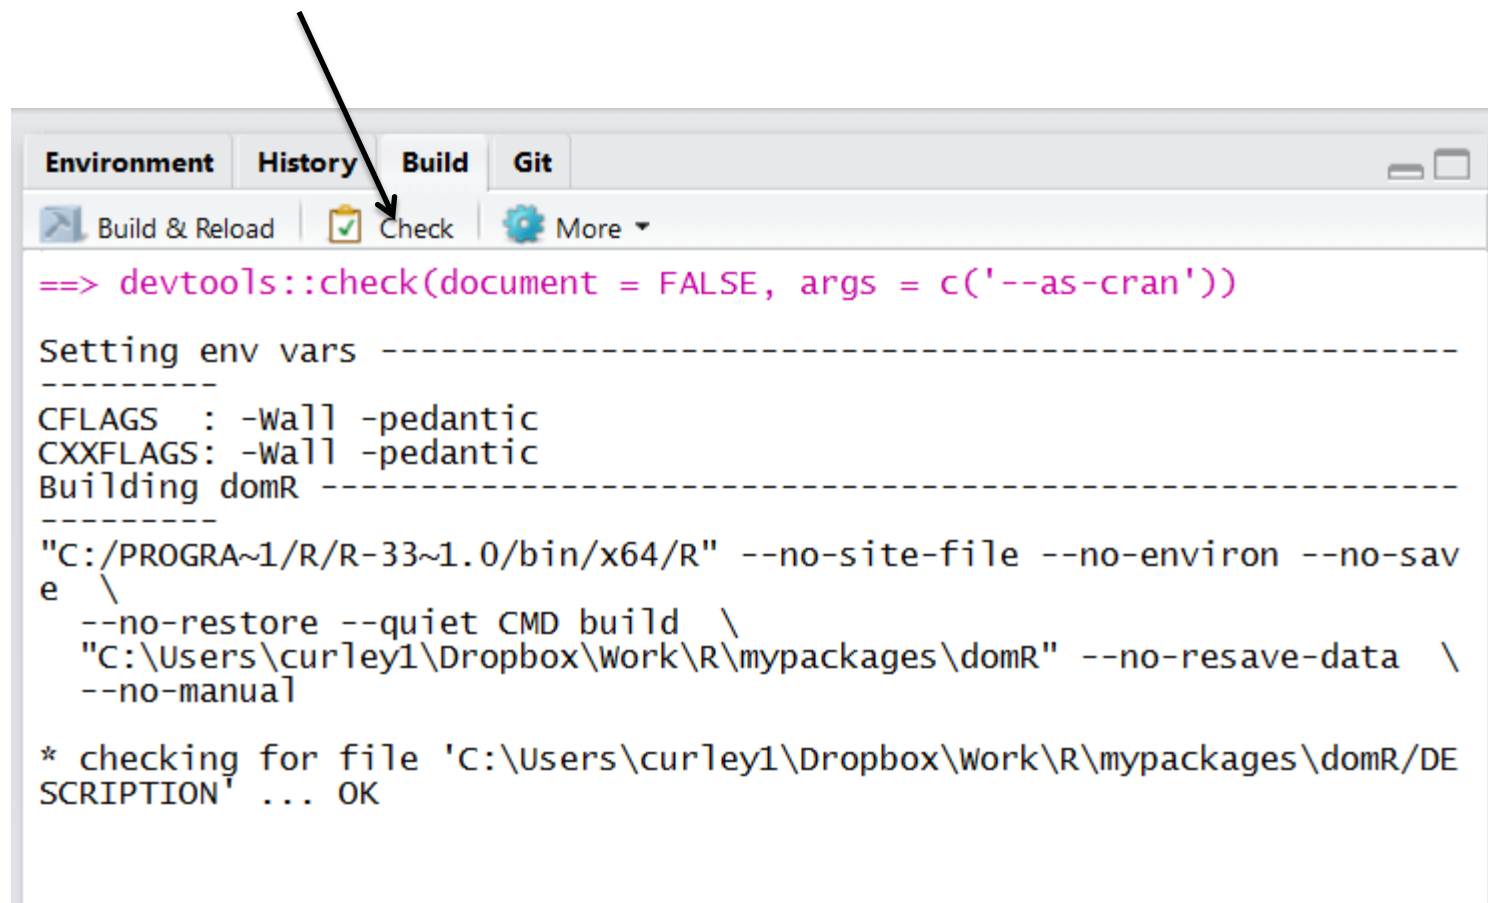 Environment History Build Git
Build & Reload Check More
==> devtools::check(document = FALSE, args = c('--as-cran'))
Setting env vars ------------------------------------------------------
---------
CFLAGS  : -Wall -pedantic
CXXFLAGS: -Wall -pedantic
Building domR ---------------------------------------------------------
---------
"C:/PROGRA~1/R/R-33~1.0/bin/x64/R" --no-site-file --no-environ --no-sav
e  \
  --no-restore --quiet CMD build  \
  "C:\Users\curley1\Dropbox\Work\R\mypackages\domR" --no-resave-data  \
  --no-manual
* checking for file 'C:\Users\curley1\Dropbox\Work\R\mypackages\domR/DE
SCRIPTION' ... OK